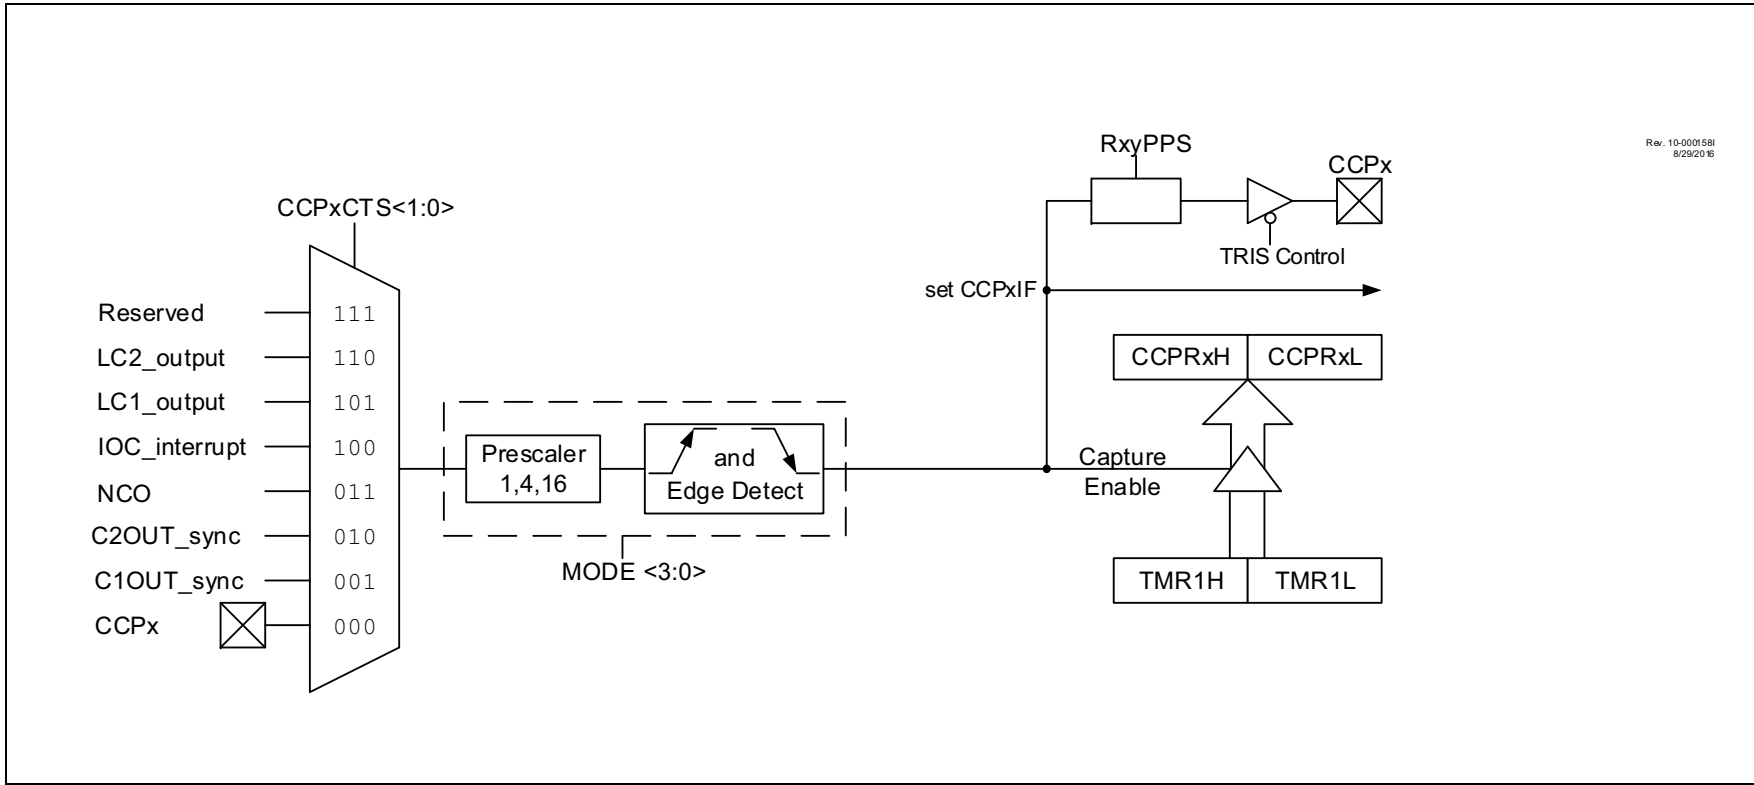 Rev. 10-000158I
8/29/2016
RxyPPS
CCPx
TRIS Control
CCPxCTS<1:0>
set CCPxIF
Reserved 111
LC2_output 110
LC1_output 101
IOC_interrupt 100
NCO 011
C2OUT_sync 010
C1OUT_sync 001
CCPx 000
Prescaler
1,4,16
and
Edge Detect
MODE <3:0>
Capture
Enable
CCPRxH CCPRxL
TMR1H TMR1L